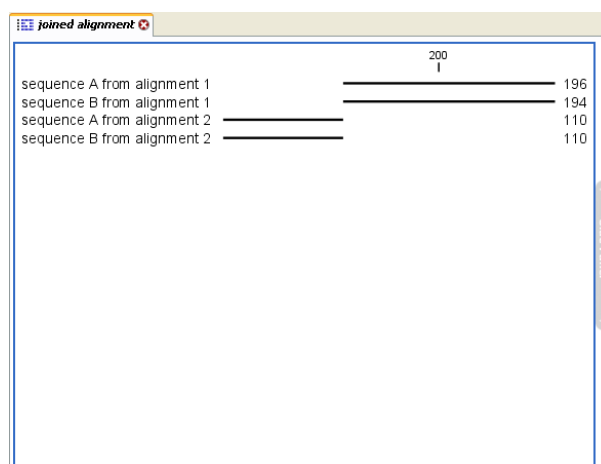 joined alignment
200
sequence A from alignment 1 196
sequence B from alignment 1 194
sequence A from alignment 2 110
sequence B from alignment 2 110